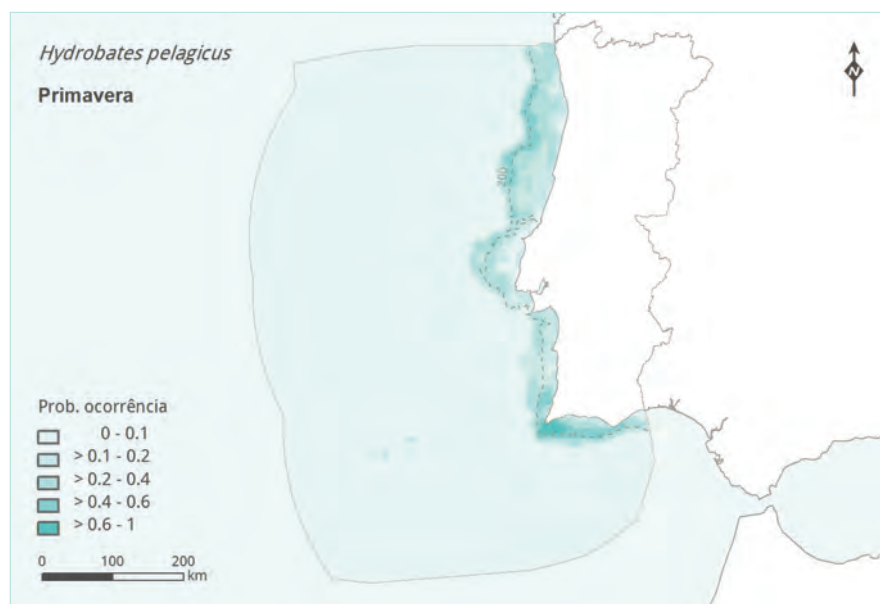 Hydrobates pelagicus
Primavera
N
200
Prob. ocorrência
0 - 0.1
> 0.1 - 0.2
> 0.2 - 0.4
> 0.4 - 0.6
> 0.6 - 1
0 100 200
km